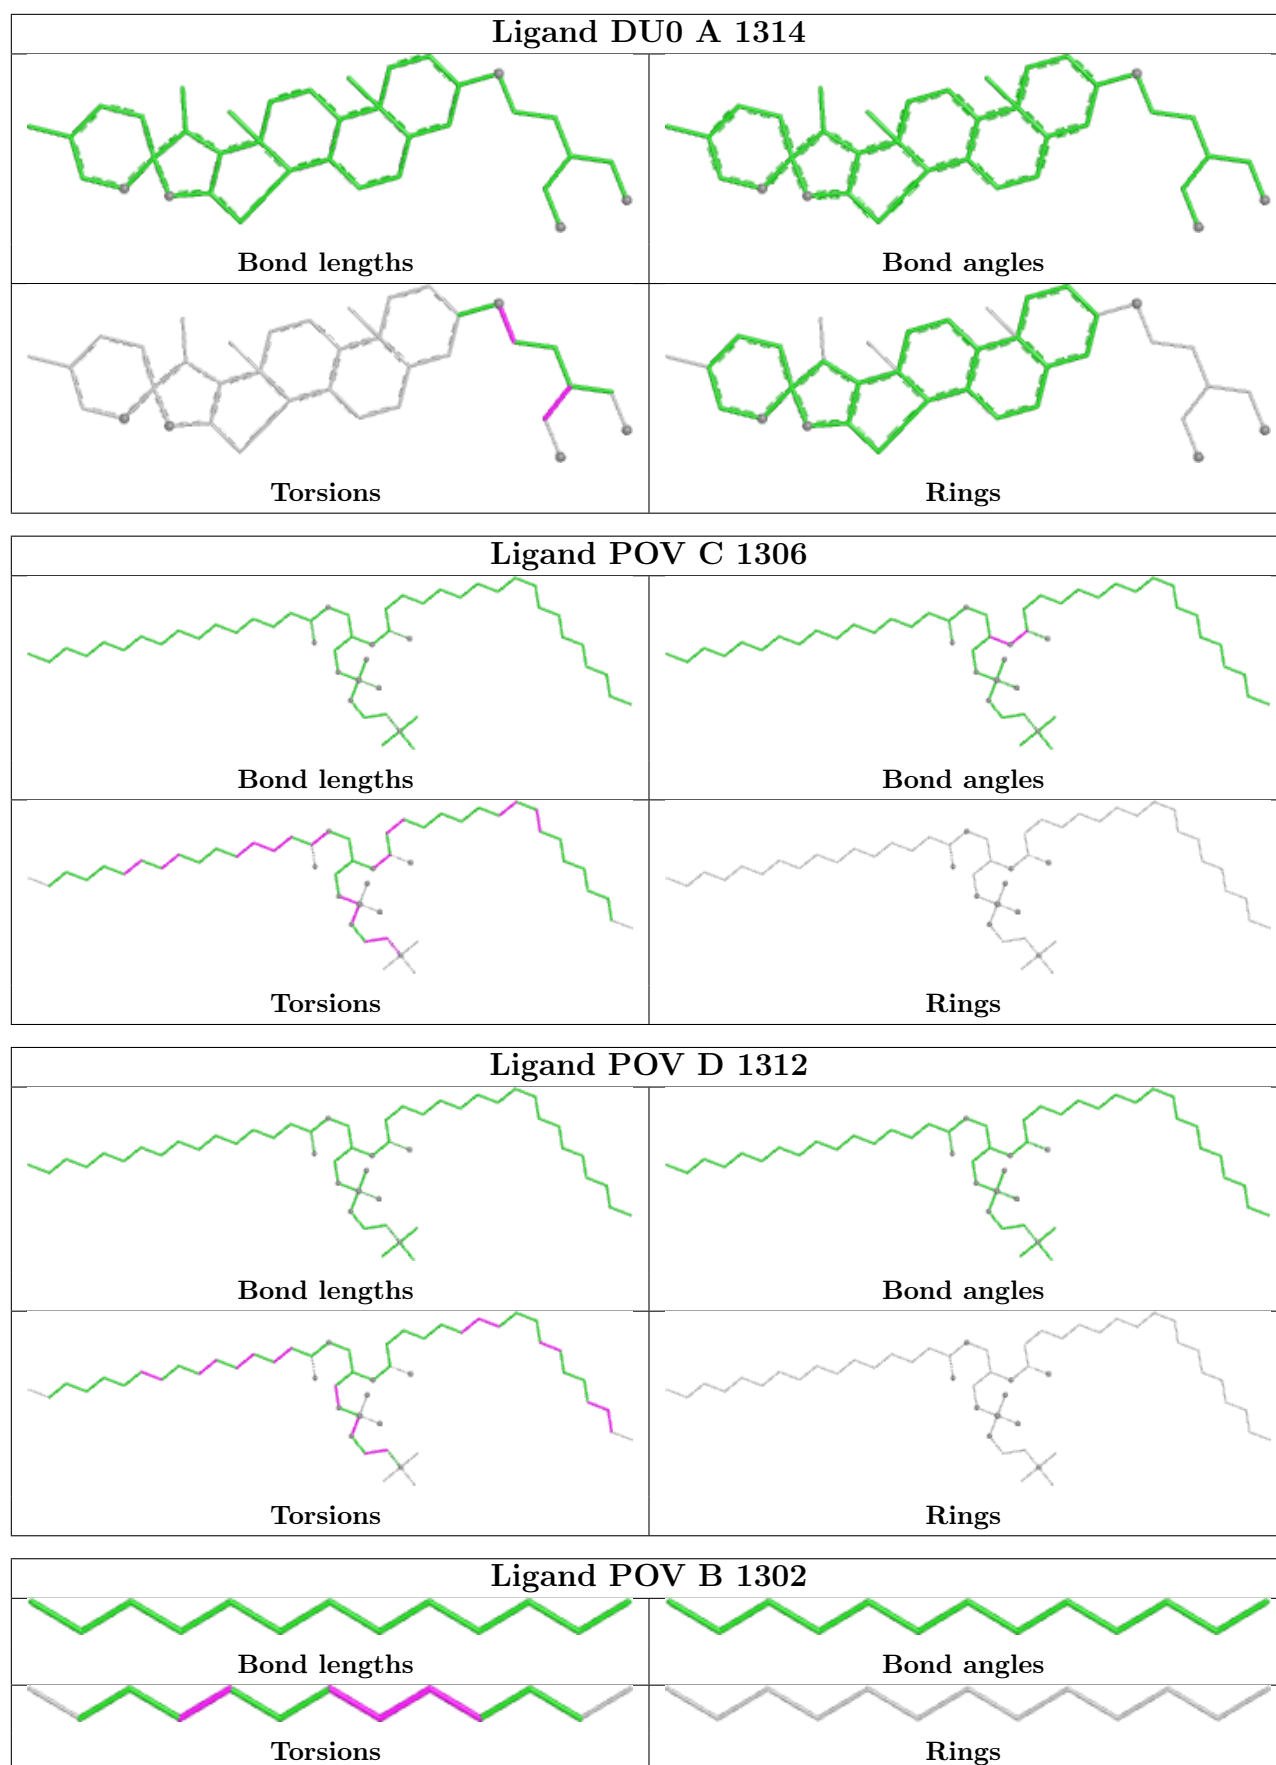 Ligand DU0 A 1314
Bond lengths
Bond angles
Torsions
Rings
Ligand POV C 1306
Bond lengths
Bond angles
Torsions
Rings
Ligand POV D 1312
Bond lengths
Bond angles
Torsions
Rings
Ligand POV B 1302
Bond lengths
Bond angles
Torsions
Rings